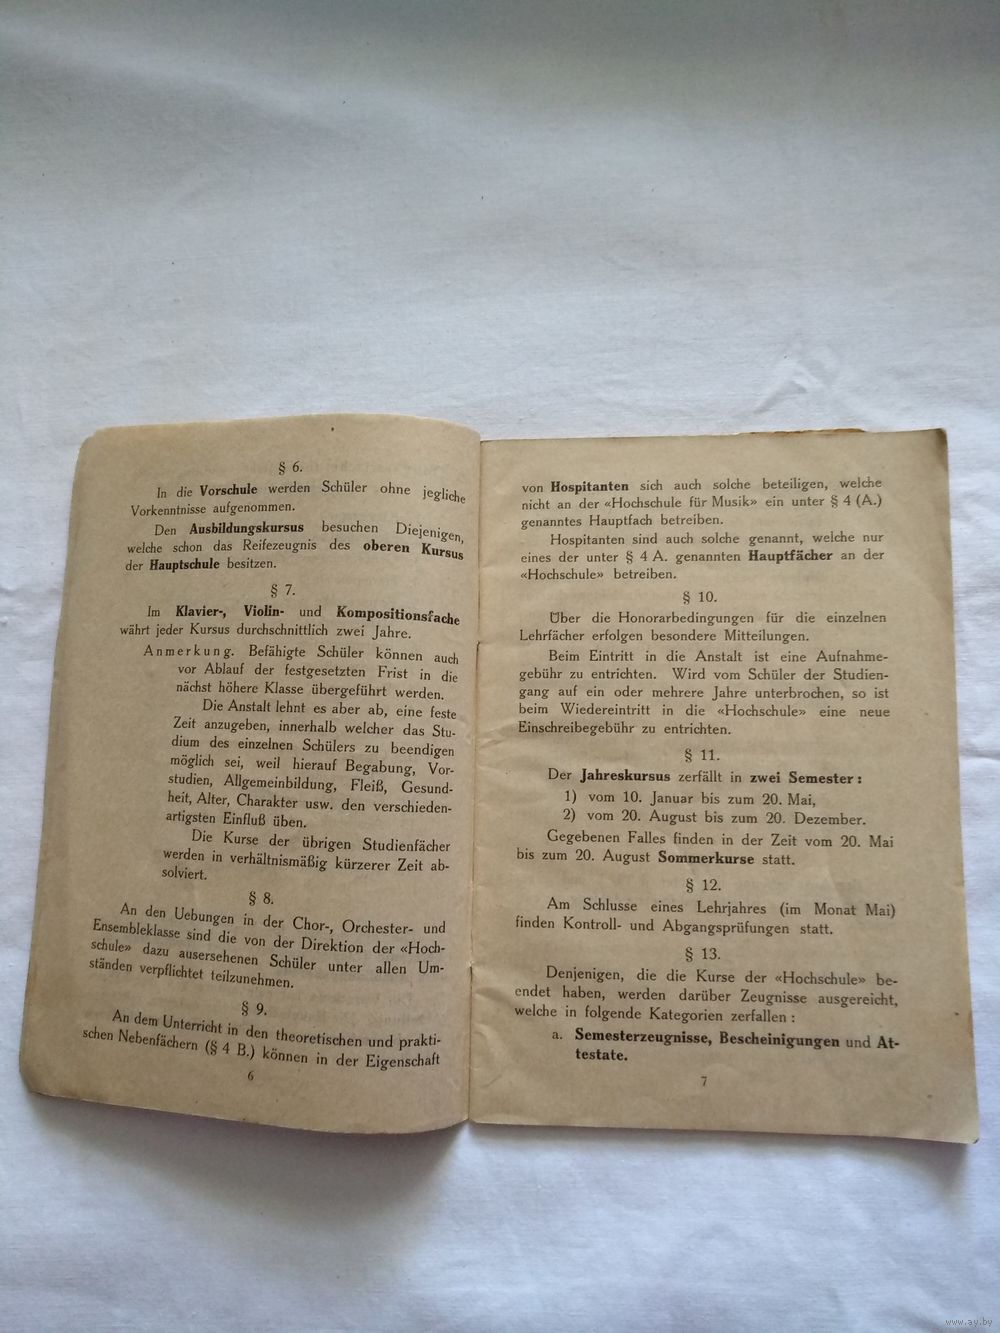 § 6.
In die Vorschule werden Schüler ohne jegliche
Vorkenntnisse aufgenommen.
Den Ausbildungskursus besuchen Diejenigen,
welche schon das Reifezeugnis des oberen Kursus
der Hauptschule besitzen.
§ 7.
Im Klavier-, Violin- und Kompositionsfache
währt jeder Kursus durchschnittlich zwei Jahre.
Anmerkung. Befähigte Schüler können auch
vor Ablauf der festgesetzten Frist in die
nächst höhere Klasse übergeführt werden.
Die Anstalt lehnt es aber ab, eine feste
Zeit anzugeben, innerhalb welcher das Stu-
dium des einzelnen Schülers zu beendigen
möglich sei, weil hierauf Begabung, Vor-
studien, Allgemeinbildung, Fleiß, Gesund-
heit, Alter, Charakter usw. den verschieden-
artigsten Einfluß üben.
Die Kurse der übrigen Studienfächer
werden in verhältnismäßig kürzerer Zeit ab-
solviert.
§ 8.
An den Uebungen in der Chor-, Orchester- und
Ensembleklasse sind die von der Direktion der «Hoch-
schule» dazu ausersehenen Schüler unter allen Um-
ständen verpflichtet teilzunehmen.
§ 9.
An dem Unterricht in den theoretischen und prakti-
schen Nebenfächern (§ 4 B.) können in der Eigenschaft
6
von Hospitanten sich auch solche beteiligen, welche
nicht an der «Hochschule für Musik» ein unter § 4 (A.)
genanntes Hauptfach betreiben.
Hospitanten sind auch solche genannt, welche nur
eines der unter § 4 A. genannten Hauptfächer an der
«Hochschule» betreiben.
§ 10.
Über die Honorarbedingungen für die einzelnen
Lehrfächer erfolgen besondere Mitteilungen.
Beim Eintritt in die Anstalt ist eine Aufnahme-
gebühr zu entrichten. Wird vom Schüler der Studien-
gang auf ein oder mehrere Jahre unterbrochen, so ist
beim Wiedereintritt in die «Hochschule» eine neue
Einschreibegebühr zu entrichten.
§ 11.
Der Jahreskursus zerfällt in zwei Semester:
1) vom 10. Januar bis zum 20. Mai,
2) vom 20. August bis zum 20. Dezember.
Gegebenen Falles finden in der Zeit vom 20. Mai
bis zum 20. August Sommerkurse statt.
§ 12.
Am Schlusse eines Lehrjahres (im Monat Mai)
finden Kontroll- und Abgangsprüfungen statt.
§ 13.
Denjenigen, die die Kurse der «Hochschule» be-
endet haben, werden darüber Zeugnisse ausgereicht,
welche in folgende Kategorien zerfallen:
a. Semesterzeugnisse, Bescheinigungen und At-
testate.
7
www.ay.by